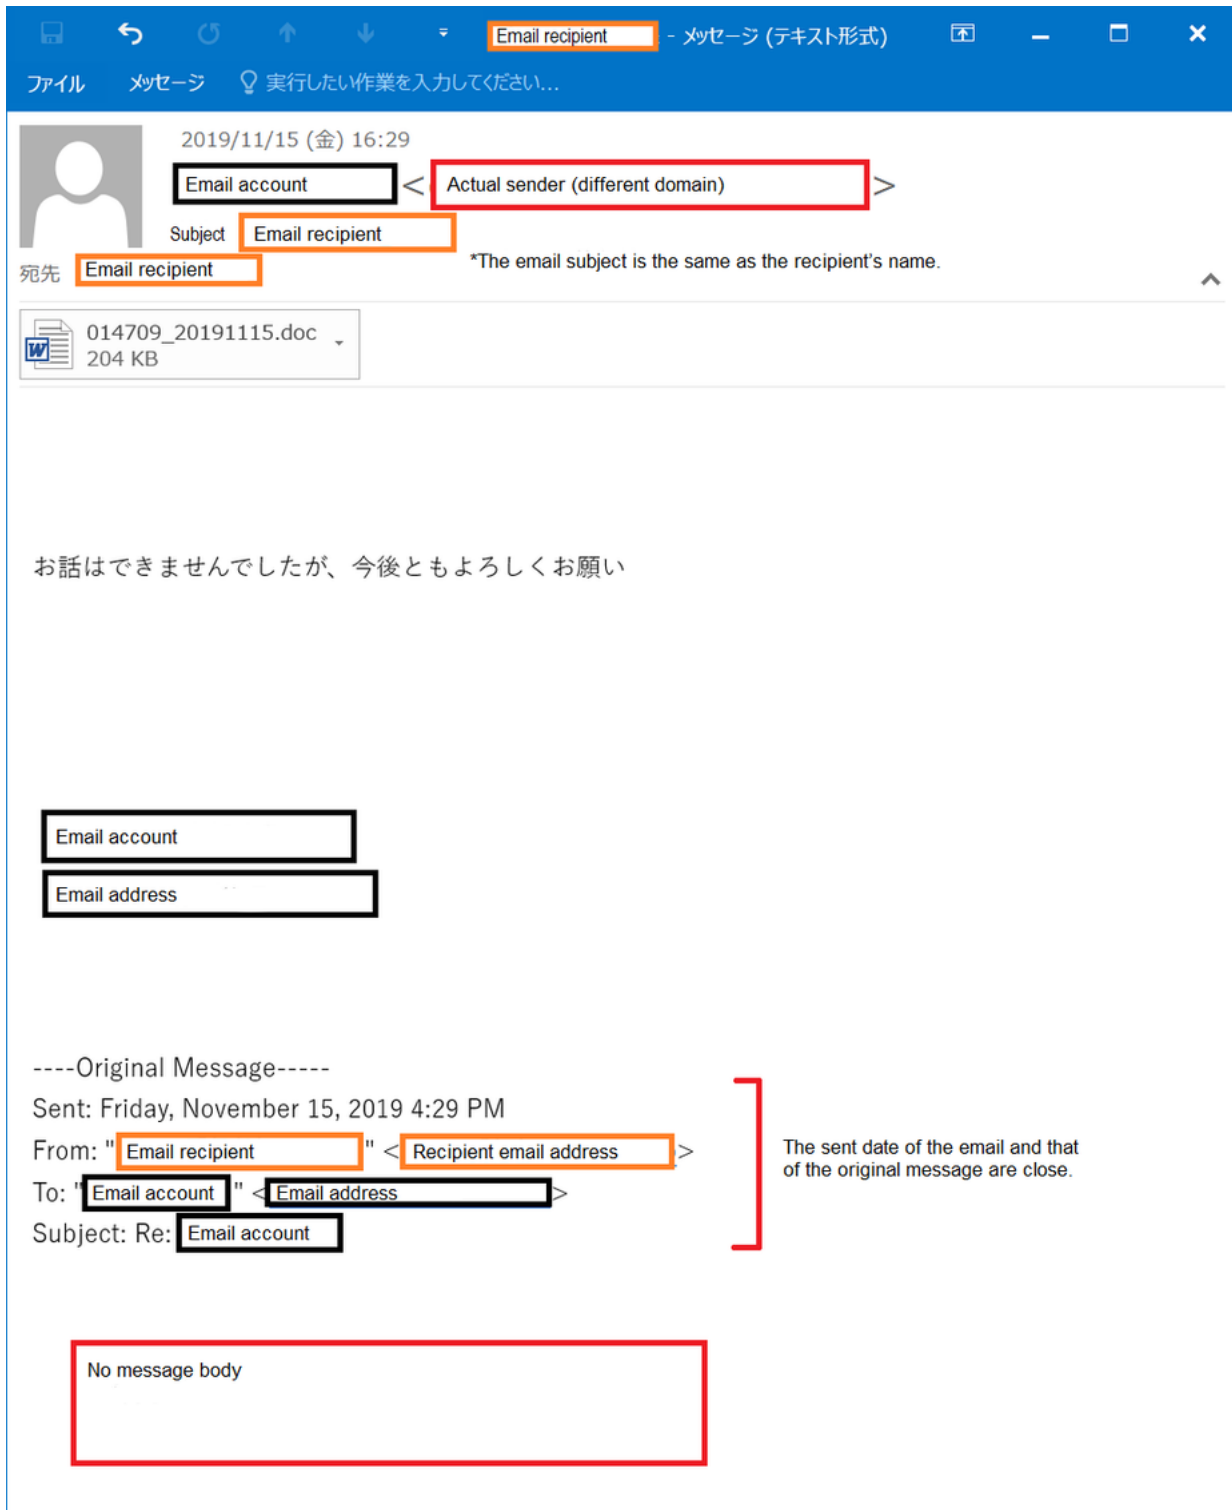 Email recipient - メッセージ (テキスト形式)
ファイル メッセージ 実行したい作業を入力してください...
2019/11/15 (金) 16:29
Email account < Actual sender (different domain) >
Subject Email recipient
宛先 Email recipient
*The email subject is the same as the recipient's name.
014709_20191115.doc
204 KB
お話はできませんでしたが、今後ともよろしくお願い
Email account
Email address
----Original Message-----
Sent: Friday, November 15, 2019 4:29 PM
From: " Email recipient " < Recipient email address >
To: " Email account " < Email address >
Subject: Re: Email account
The sent date of the email and that
of the original message are close.
No message body